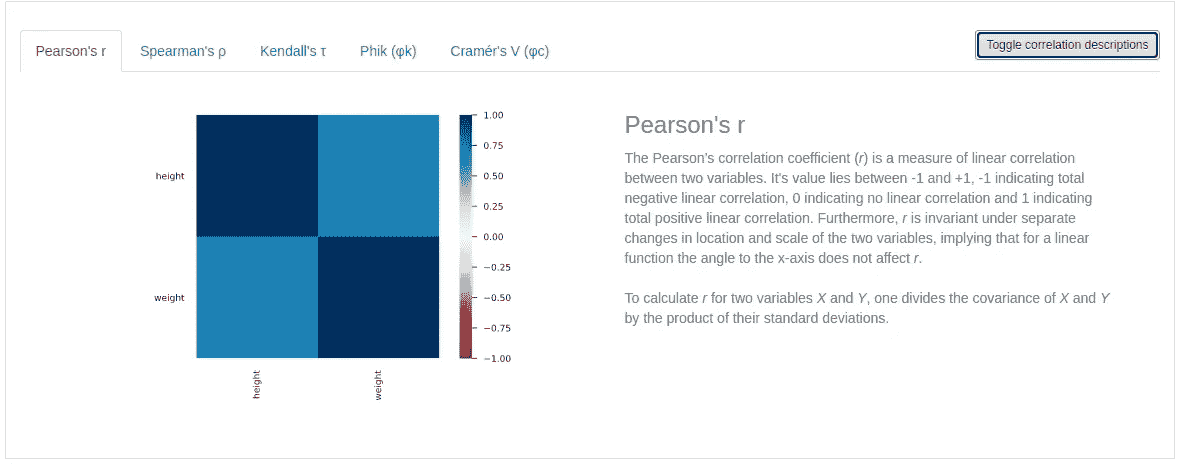 Pearson's r
Spearman's ρ
Kendall's τ
Phik (φk)
Cramér's V (φc)
Toggle correlation descriptions
height
weight
height
weight
1.00
0.75
0.50
0.25
0.00
−0.25
−0.50
−0.75
−1.00
Pearson's r
The Pearson's correlation coefficient (r) is a measure of linear correlation
between two variables. It's value lies between -1 and +1, -1 indicating total
negative linear correlation, 0 indicating no linear correlation and 1 indicating
total positive linear correlation. Furthermore, r is invariant under separate
changes in location and scale of the two variables, implying that for a linear
function the angle to the x-axis does not affect r.
To calculate r for two variables X and Y, one divides the covariance of X and Y
by the product of their standard deviations.